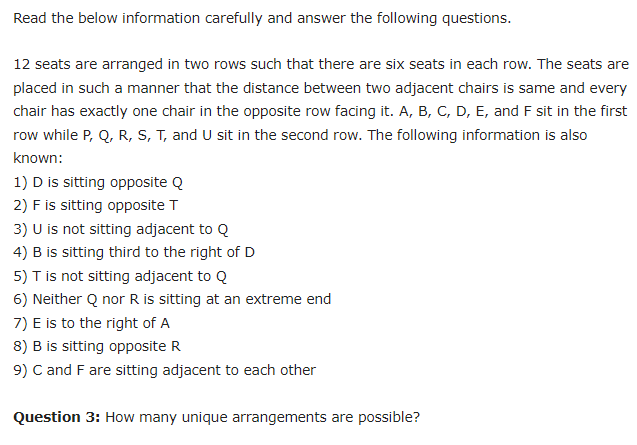 Read the below information carefully and answer the following questions.
12 seats are arranged in two rows such that there are six seats in each row. The seats are
placed in such a manner that the distance between two adjacent chairs is same and every
chair has exactly one chair in the opposite row facing it. A, B, C, D, E, and F sit in the first
row while P, Q, R, S, T, and U sit in the second row. The following information is also
known:
1) D is sitting opposite Q
2) F is sitting opposite T
3) U is not sitting adjacent to Q
4) B is sitting third to the right of D
5) T is not sitting adjacent to Q
6) Neither Q nor R is sitting at an extreme end
7) E is to the right of A
8) B is sitting opposite R
9) C and F are sitting adjacent to each other
Question 3: How many unique arrangements are possible?